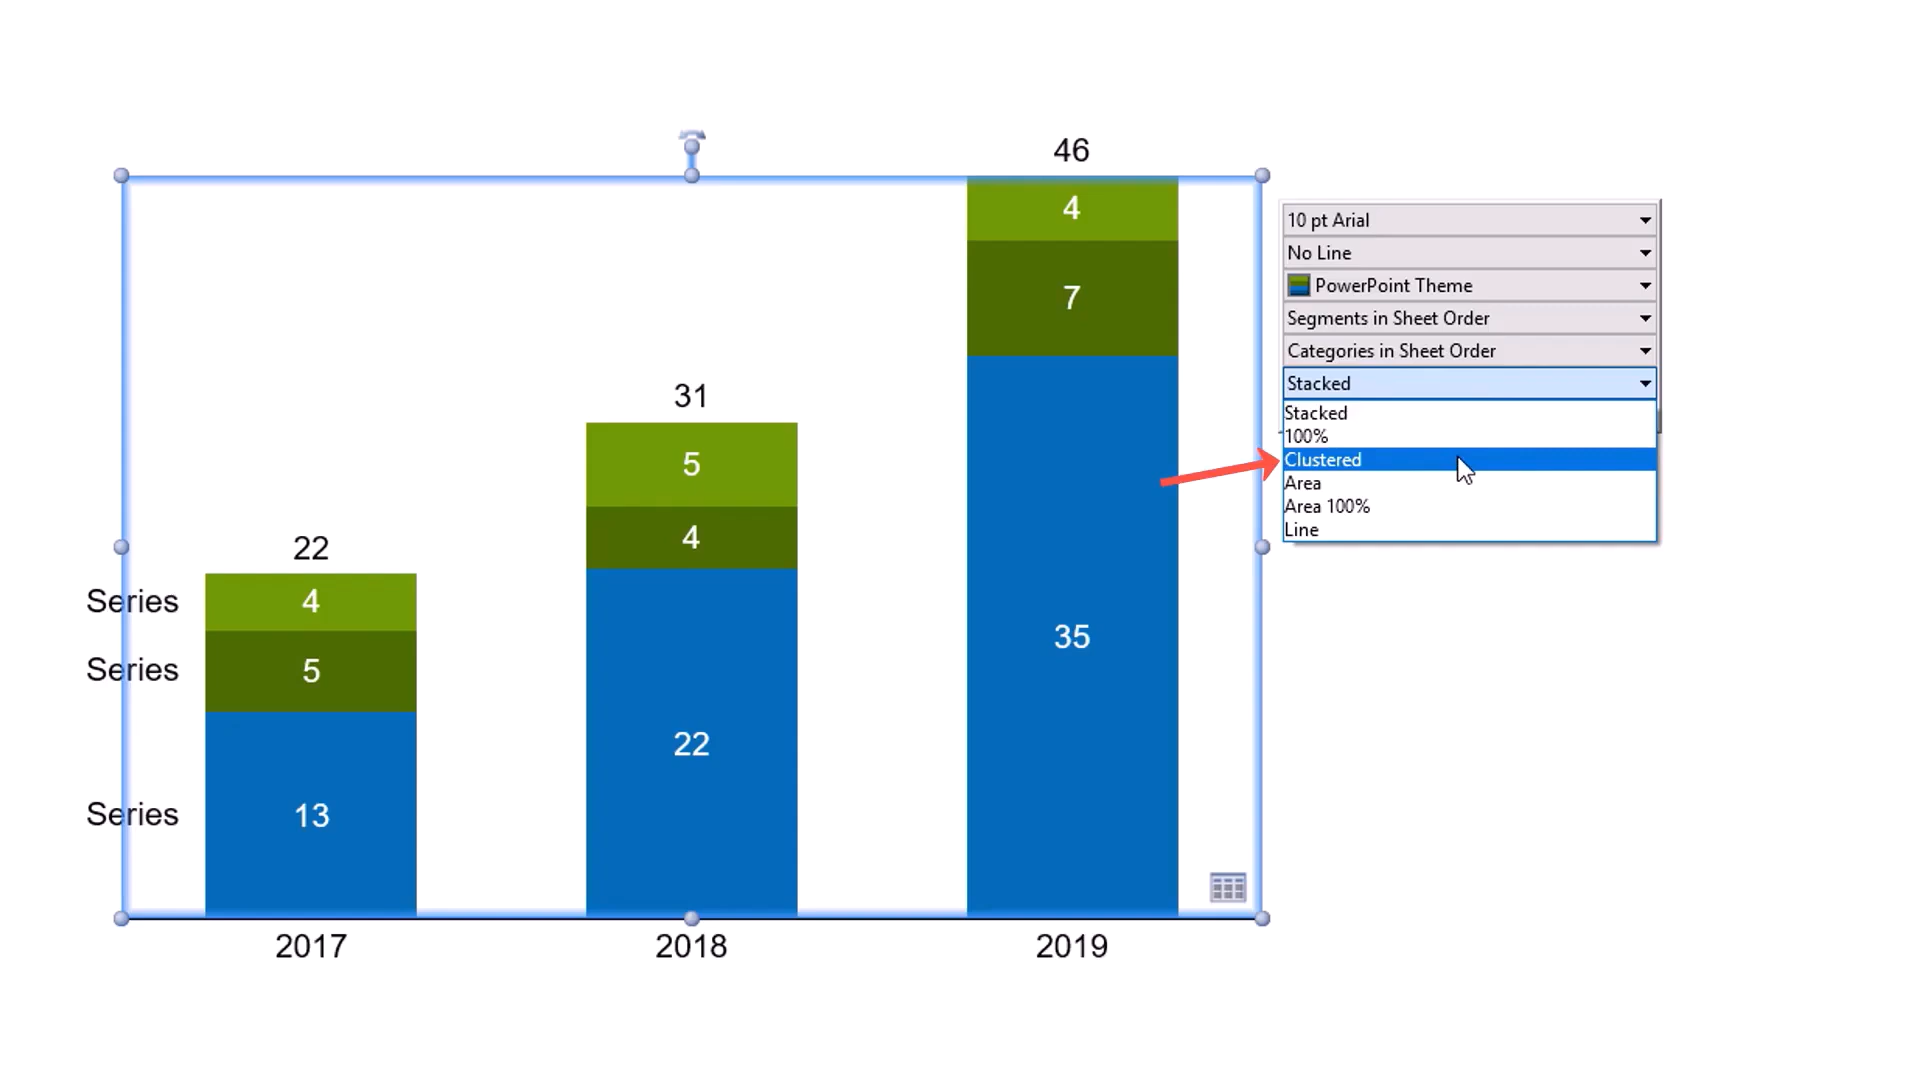 46
4
7
35
31
5
4
22
22
Series 4
Series 5
Series 13
2017 2018 2019
10 pt Arial
No Line
PowerPoint Theme
Segments in Sheet Order
Categories in Sheet Order
Stacked
Stacked
100%
Clustered
Area
Area 100%
Line